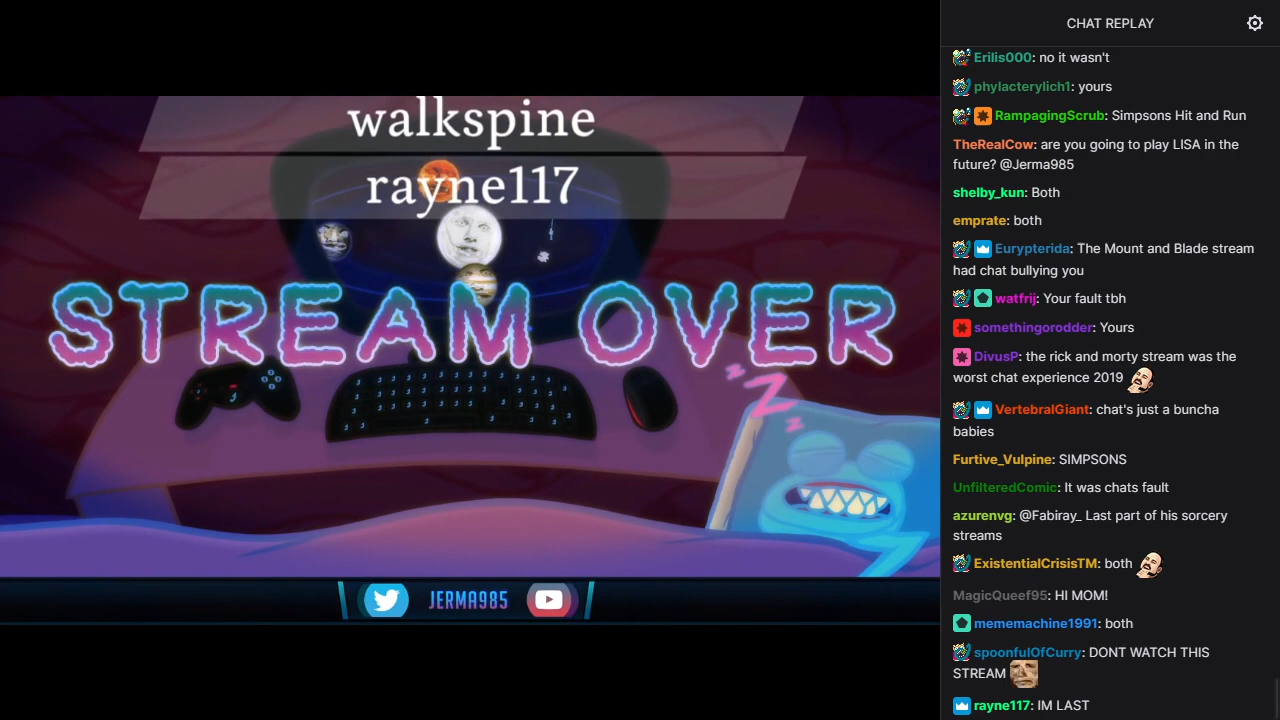 walkspine
rayne117
STREAM OVER
z
Z
z
JERMA985
CHAT REPLAY
Erilis000: no it wasn't
phylacterylich1: yours
RampagingScrub: Simpsons Hit and Run
TheRealCow: are you going to play LISA in the
future? @Jerma985
shelby_kun: Both
emprate: both
Eurypterida: The Mount and Blade stream
had chat bullying you
watfrij: Your fault tbh
somethingorodder: Yours
DivusP: the rick and morty stream was the
worst chat experience 2019
VertebralGiant: chat's just a buncha
babies
Furtive_Vulpine: SIMPSONS
UnfilteredComic: It was chats fault
azurenvg: @Fabiray_ Last part of his sorcery
streams
ExistentialCrisisTM: both
MagicQueef95: HI MOM!
mememachine1991: both
spoonfulOfCurry: DONT WATCH THIS
STREAM
rayne117: IM LAST